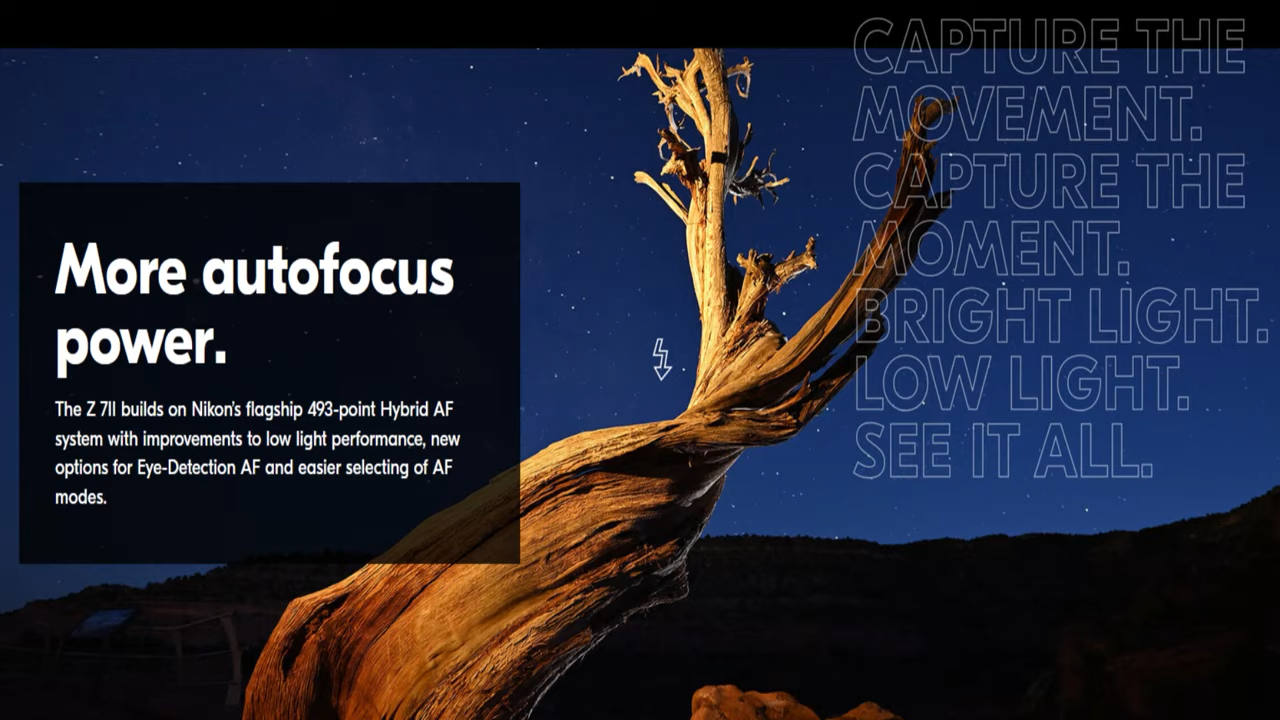 More autofocus
power.
The Z 7II builds on Nikon's flagship 493-point Hybrid AF
system with improvements to low light performance, new
options for Eye-Detection AF and easier selecting of AF
modes.
CAPTURE THE
MOVEMENT.
CAPTURE THE
MOMENT.
BRIGHT LIGHT.
LOW LIGHT.
SEE IT ALL.